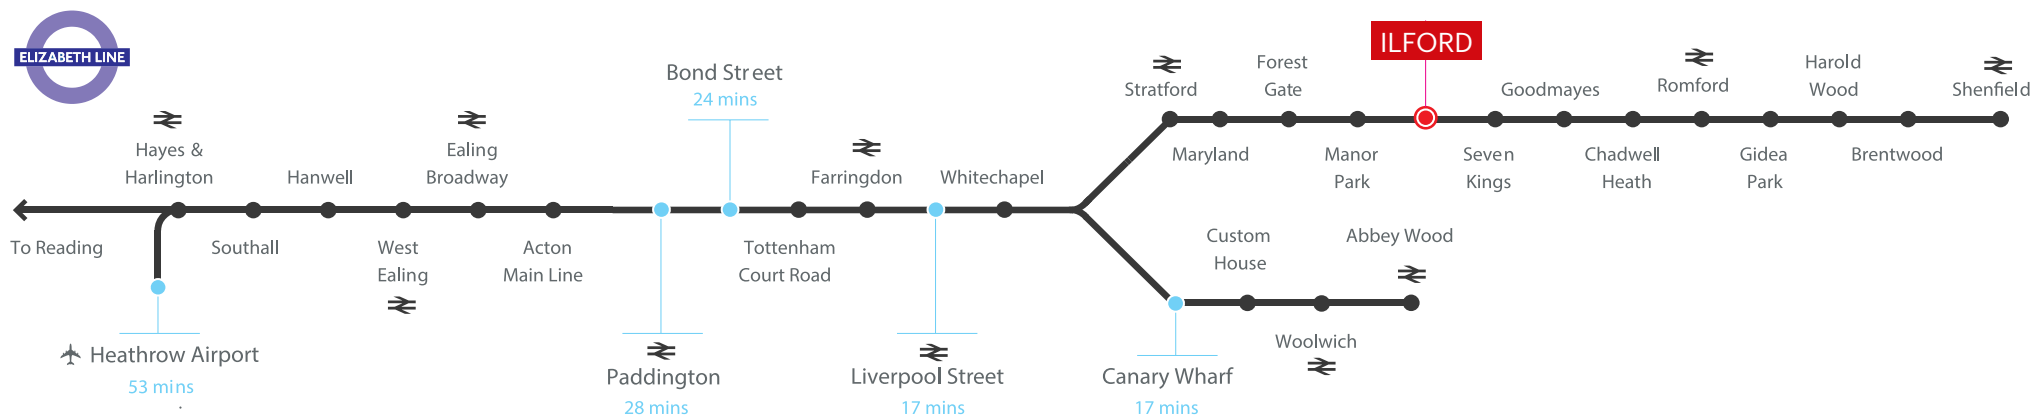 ELIZABETH LINE
To Reading
Hayes &
Harlington
Heathrow Airport
53 mins
Southall
Hanwell
West
Ealing
Ealing
Broadway
Acton
Main Line
Paddington
28 mins
Bond Street
24 mins
Tottenham
Court Road
Farringdon
Liverpool Street
17 mins
Whitechapel
Stratford
Maryland
Forest
Gate
Manor
Park
ILFORD
Seven
Kings
Goodmayes
Chadwell
Heath
Romford
Gidea
Park
Harold
Wood
Brentwood
Shenfield
Canary Wharf
17 mins
Custom
House
Woolwich
Abbey Wood